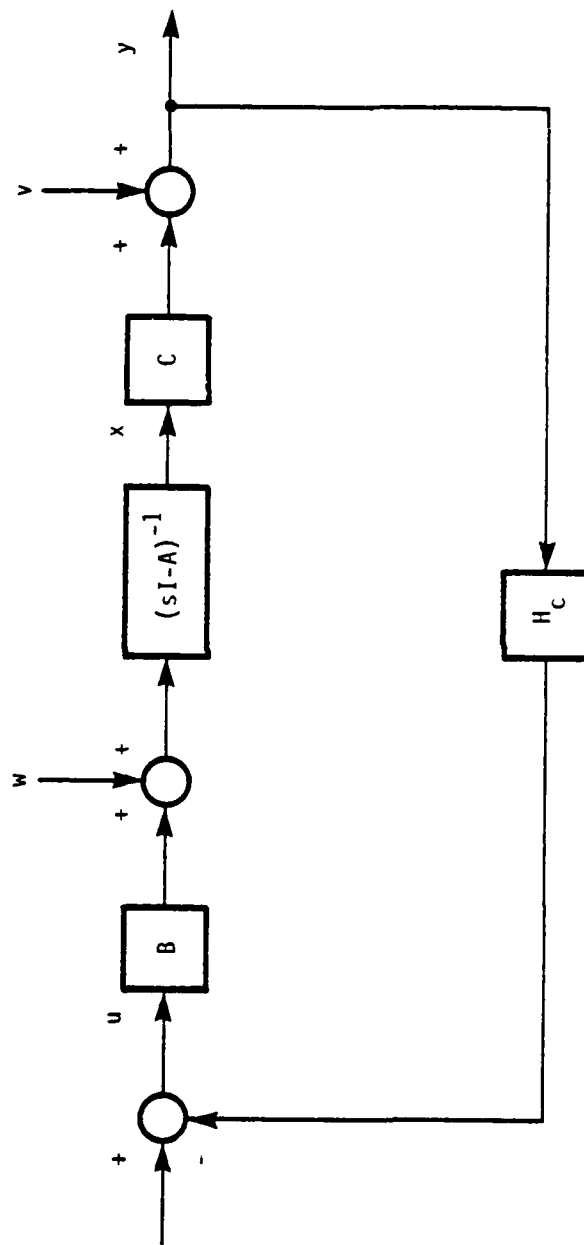 w
v
+
+
+
+
+
-
u
B
(sI-A)^-1
x
C
y
H_c